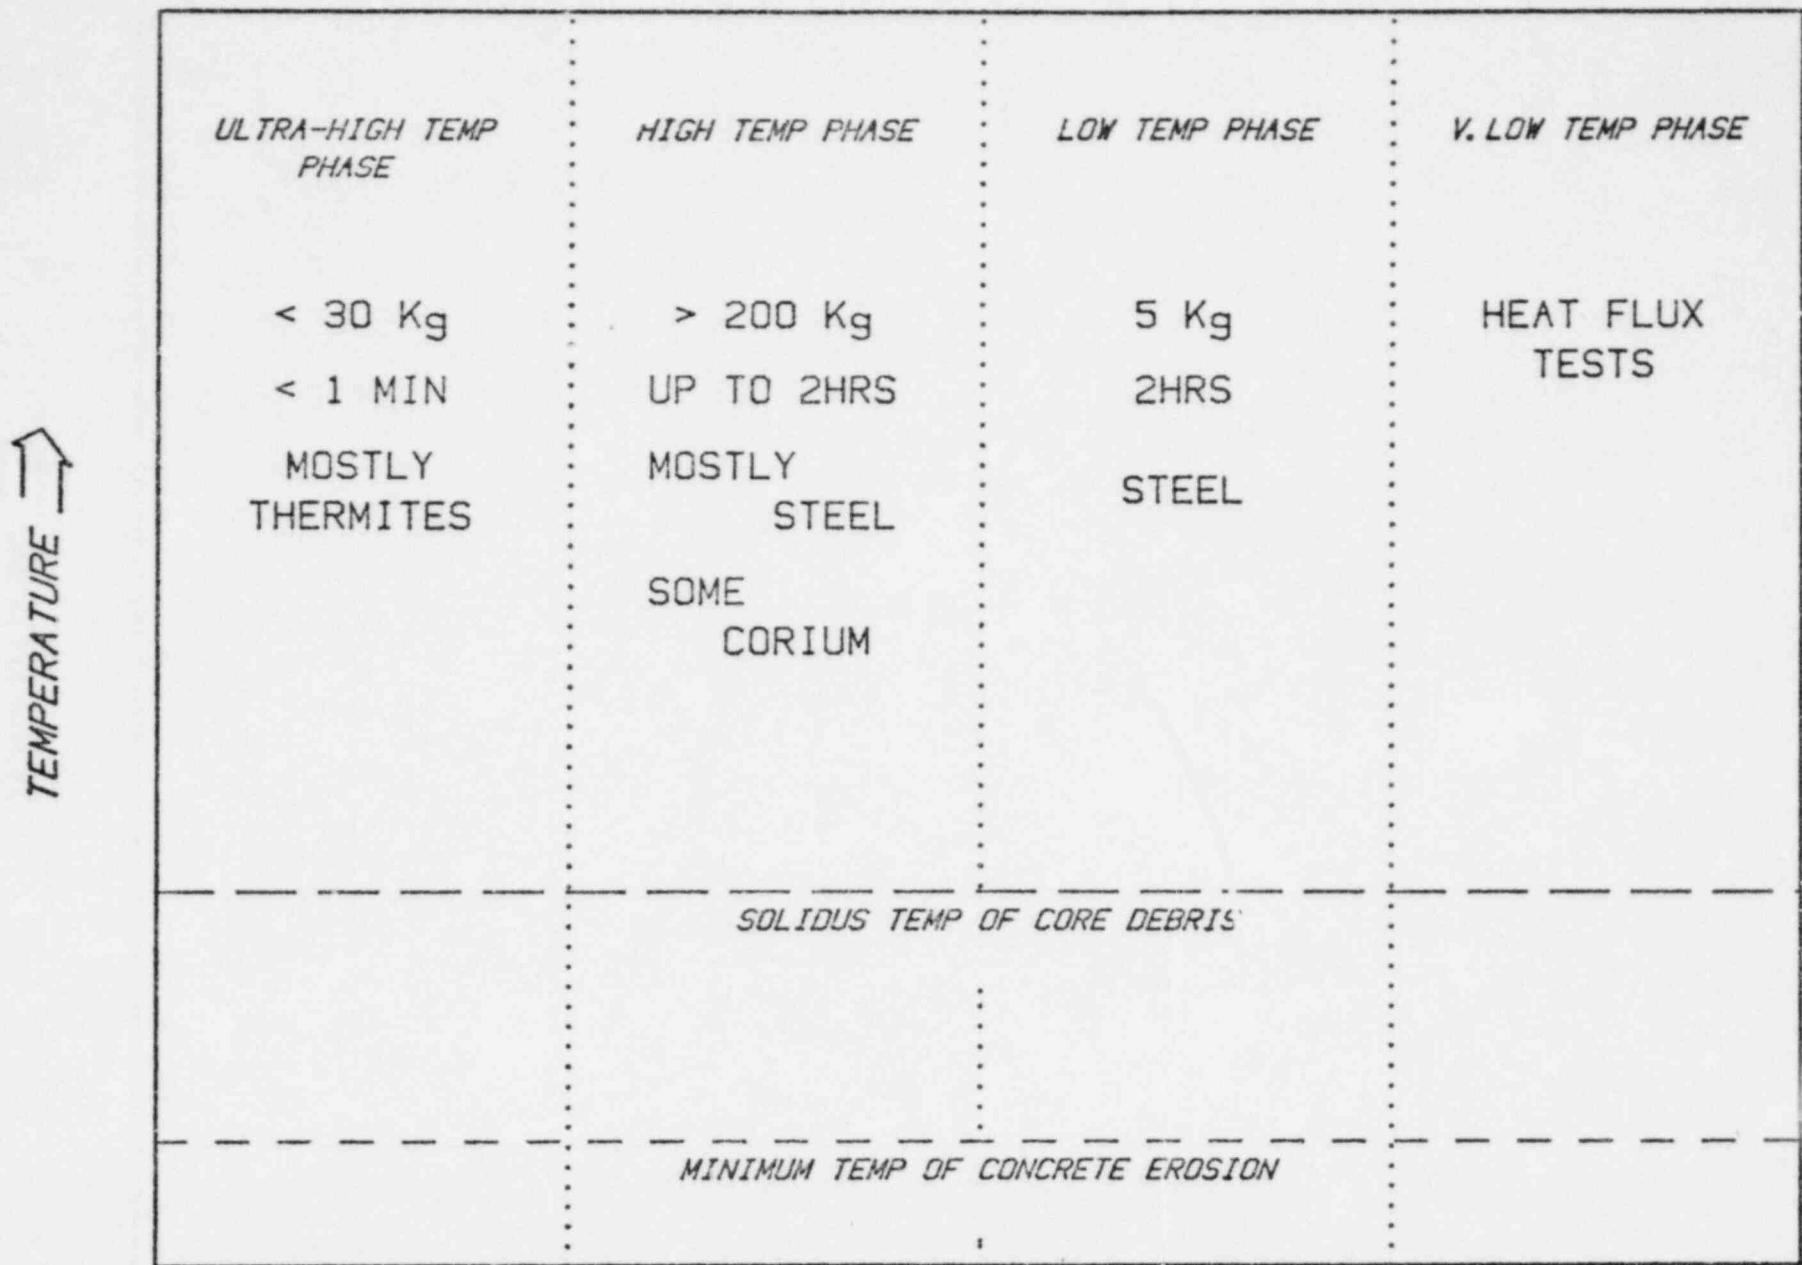 ULTRA-HIGH TEMP
PHASE
HIGH TEMP PHASE
LOW TEMP PHASE
V. LOW TEMP PHASE
< 30 Kg
< 1 MIN
MOSTLY
THERMITES
> 200 Kg
UP TO 2HRS
MOSTLY
STEEL
SOME
CORIUM
5 Kg
2HRS
STEEL
HEAT FLUX
TESTS
TEMPERATURE
SOLIDUS TEMP OF CORE DEBRIS
MINIMUM TEMP OF CONCRETE EROSION